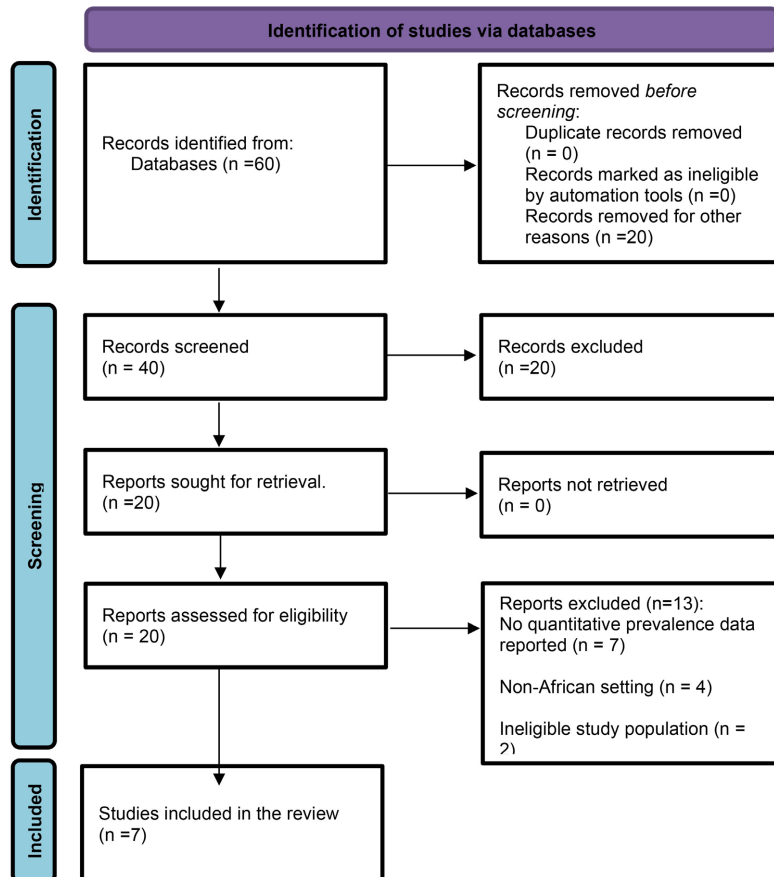 Identification of studies via databases
Identification
Records identified from:
Databases (n =60)
Records removed before
screening:
Duplicate records removed
(n = 0)
Records marked as ineligible
by automation tools (n =0)
Records removed for other
reasons (n =20)
Screening
Records screened
(n = 40)
Records excluded
(n =20)
Reports sought for retrieval.
(n =20)
Reports not retrieved
(n = 0)
Reports assessed for eligibility
(n = 20)
Reports excluded (n=13):
No quantitative prevalence data
reported (n = 7)
Non-African setting (n = 4)
Ineligible study population (n =
2)
Included
Studies included in the review
(n =7)